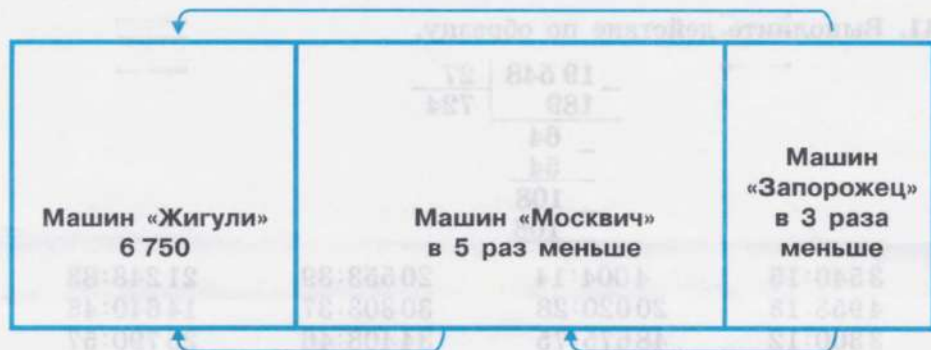 Машин «Жигули»
6 750
Машин «Москвич»
в 5 раз меньше
Машин
«Запорожец»
в 3 раза
меньше